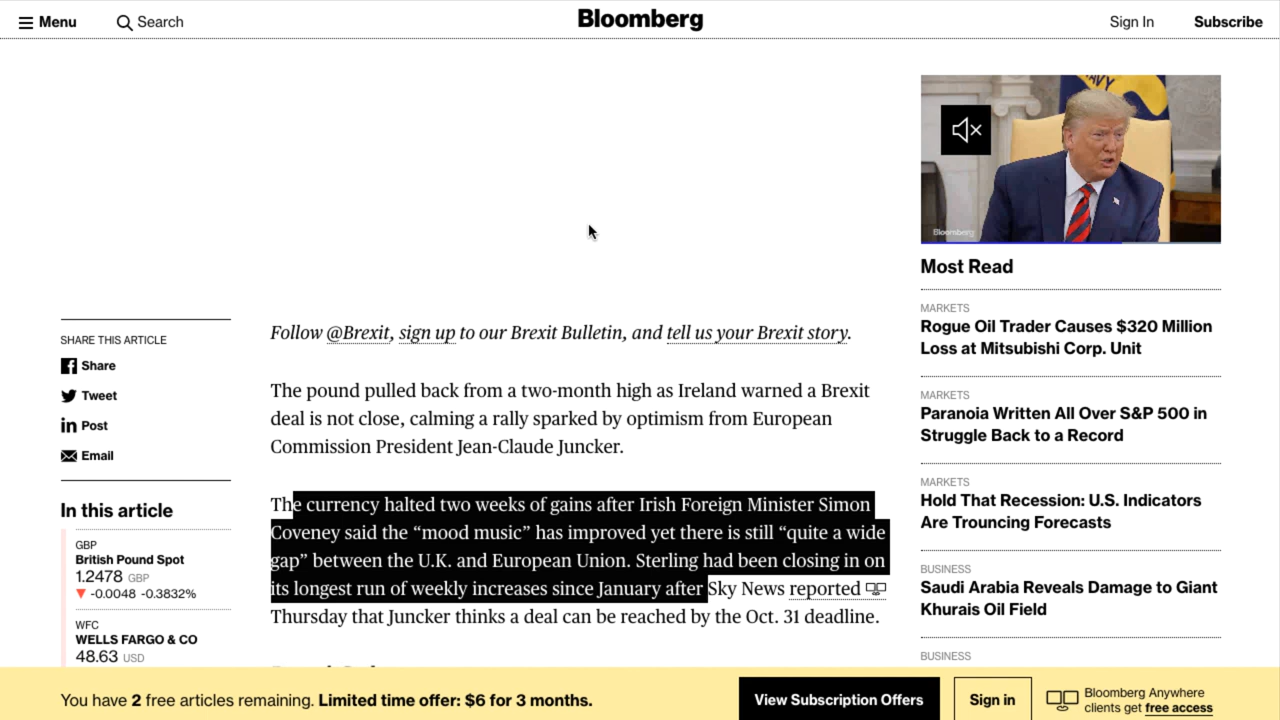 Menu
Search
Bloomberg
Sign In
Subscribe
NAVY
Bloomberg
Most Read
MARKETS
Rogue Oil Trader Causes $320 Million
Loss at Mitsubishi Corp. Unit
MARKETS
Paranoia Written All Over S&P 500 in
Struggle Back to a Record
MARKETS
Hold That Recession: U.S. Indicators
Are Trouncing Forecasts
BUSINESS
Saudi Arabia Reveals Damage to Giant
Khurais Oil Field
BUSINESS
SHARE THIS ARTICLE
Share
Tweet
Post
Email
In this article
GBP
British Pound Spot
1.2478 GBP
-0.0048 -0.3832%
WFC
WELLS FARGO & CO
48.63 USD
Follow @Brexit, sign up to our Brexit Bulletin, and tell us your Brexit story.
The pound pulled back from a two-month high as Ireland warned a Brexit
deal is not close, calming a rally sparked by optimism from European
Commission President Jean-Claude Juncker.
The currency halted two weeks of gains after Irish Foreign Minister Simon
Coveney said the “mood music” has improved yet there is still “quite a wide
gap” between the U.K. and European Union. Sterling had been closing in on
its longest run of weekly increases since January after Sky News reported
Thursday that Juncker thinks a deal can be reached by the Oct. 31 deadline.
You have 2 free articles remaining. Limited time offer: $6 for 3 months.
View Subscription Offers
Sign in
Bloomberg Anywhere
clients get free access